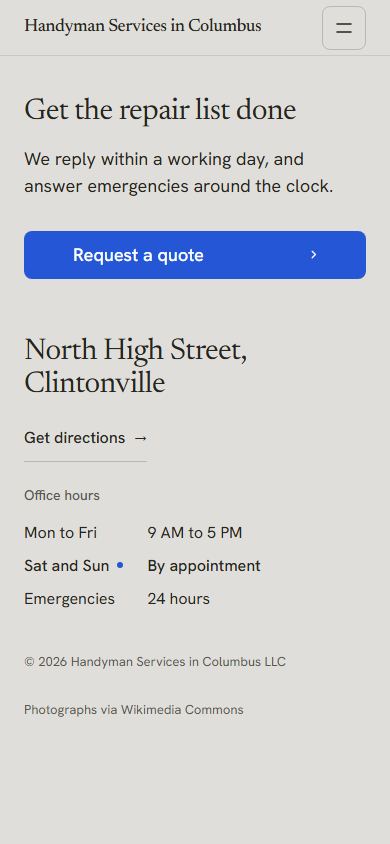 Handyman Services in Columbus
Get the repair list done
We reply within a working day, and
answer emergencies around the clock.
Request a quote ›
North High Street,
Clintonville
Get directions →
Office hours
Mon to Fri 9 AM to 5 PM
Sat and Sun By appointment
Emergencies 24 hours
© 2026 Handyman Services in Columbus LLC
Photographs via Wikimedia Commons